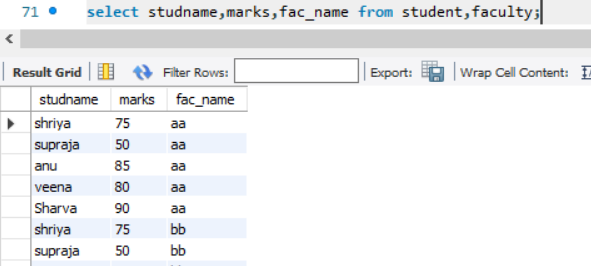 71 select studname,marks,fac_name from student,faculty;
Result Grid Filter Rows: Export: Wrap Cell Content:
studname marks fac_name
shriya 75 aa
supraja 50 aa
anu 85 aa
veena 80 aa
Sharva 90 aa
shriya 75 bb
supraja 50 bb